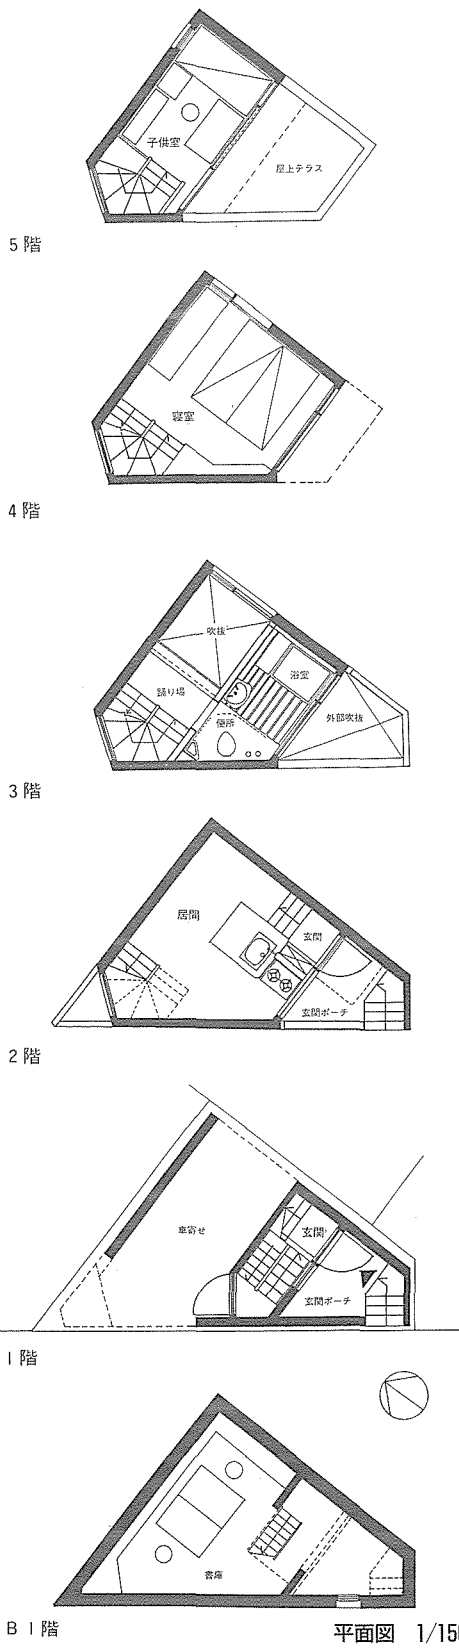 子供室
屋上テラス
5階
寝室
4階
吹抜
浴室
踊り場
便所
外部吹抜
3階
居間
玄関
玄関ポーチ
2階
車寄せ
玄関
玄関ポーチ
1階
書庫
B1階
平面図 1/15